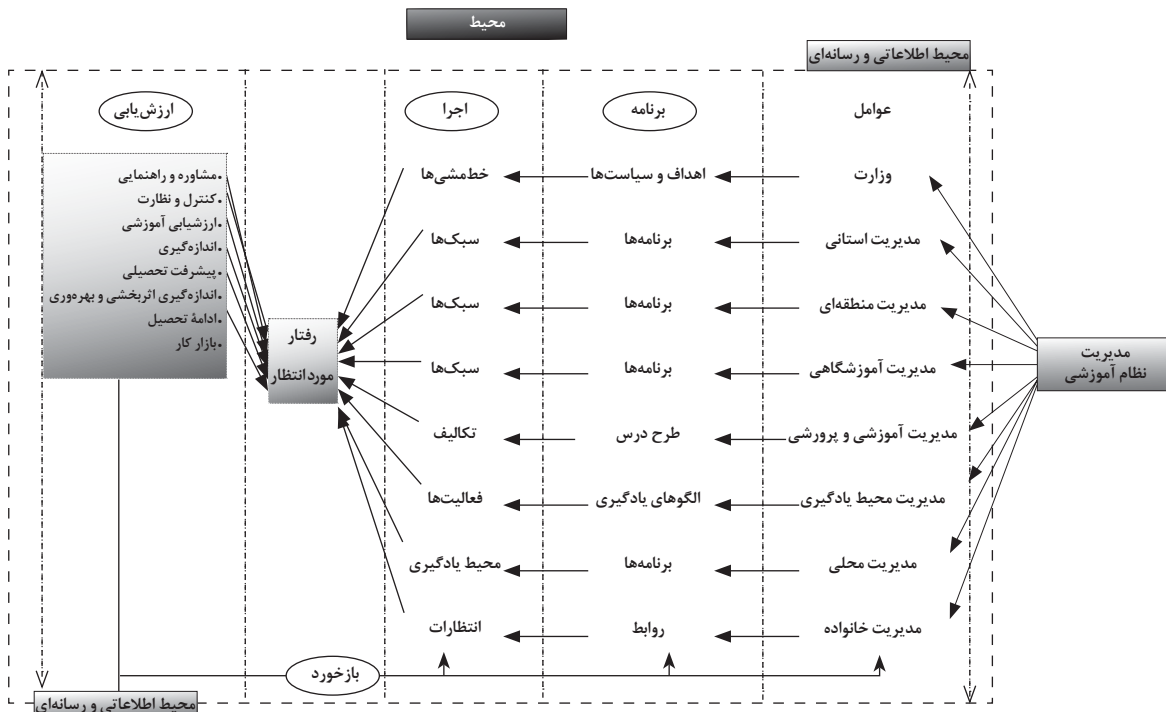 محیط
محیط اطلاعاتی و رسانه‌ای
عوامل
برنامه
اجرا
ارزش‌یابی
وزارت
اهداف و سیاست‌ها
خط‌مشی‌ها
مدیریت استانی
برنامه‌ها
سبک‌ها
مدیریت منطقه‌ای
برنامه‌ها
سبک‌ها
مدیریت آموزشگاهی
برنامه‌ها
سبک‌ها
مدیریت آموزشی و پرورشی
طرح درس
تکالیف
مدیریت محیط یادگیری
الگوهای یادگیری
فعالیت‌ها
مدیریت محلی
برنامه‌ها
محیط یادگیری
مدیریت خانواده
روابط
انتظارات
مدیریت
نظام آموزشی
رفتار
مورد انتظار
•مشاوره و راهنمایی
•کنترل و نظارت
•ارزشیابی آموزشی
•اندازه‌گیری
•پیشرفت تحصیلی
•اندازه‌گیری اثربخشی و بهره‌وری
•ادامهٔ تحصیل
•بازار کار
بازخورد
محیط اطلاعاتی و رسانه‌ای